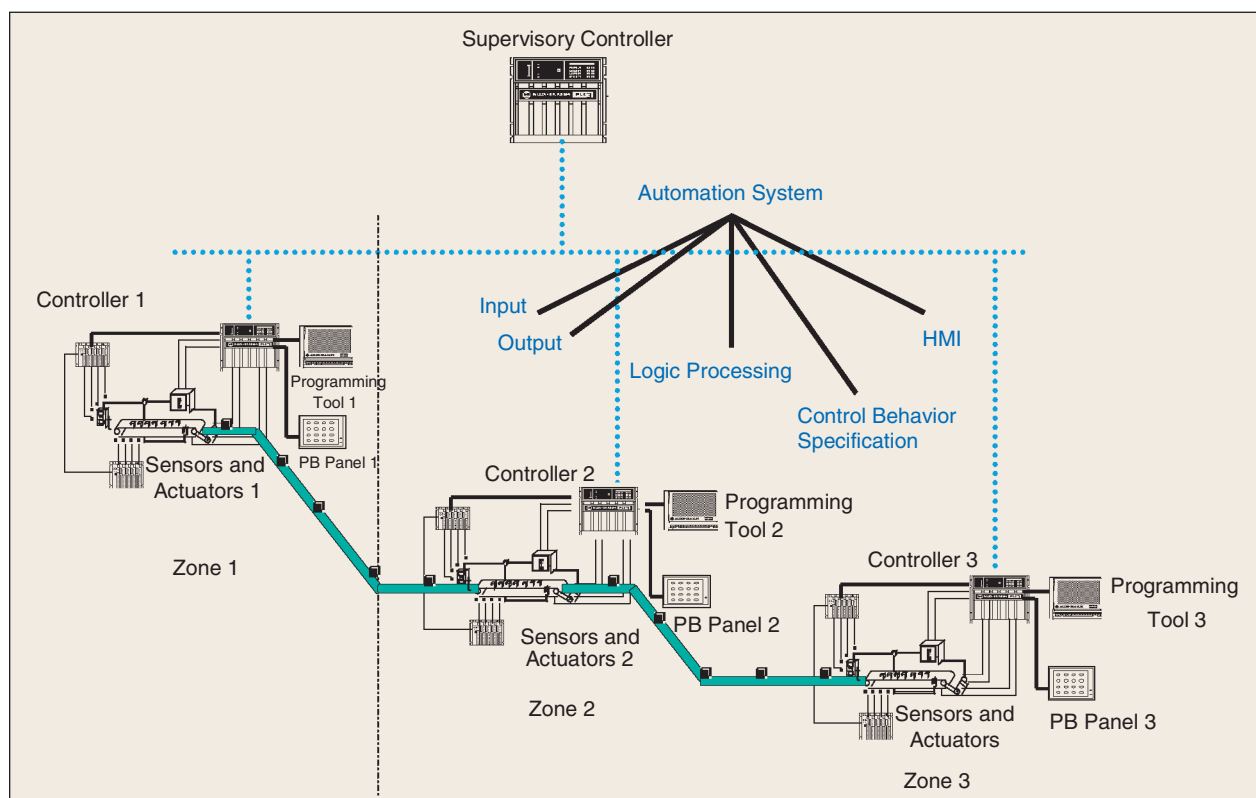 Supervisory Controller
Automation System
Input
Output
Logic Processing
Control Behavior
Specification
HMI
Controller 1
Programming
Tool 1
PB Panel 1
Sensors and
Actuators 1
Zone 1
Controller 2
Programming
Tool 2
PB Panel 2
Sensors and
Actuators 2
Zone 2
Controller 3
Programming
Tool 3
PB Panel 3
Sensors and
Actuators
Zone 3